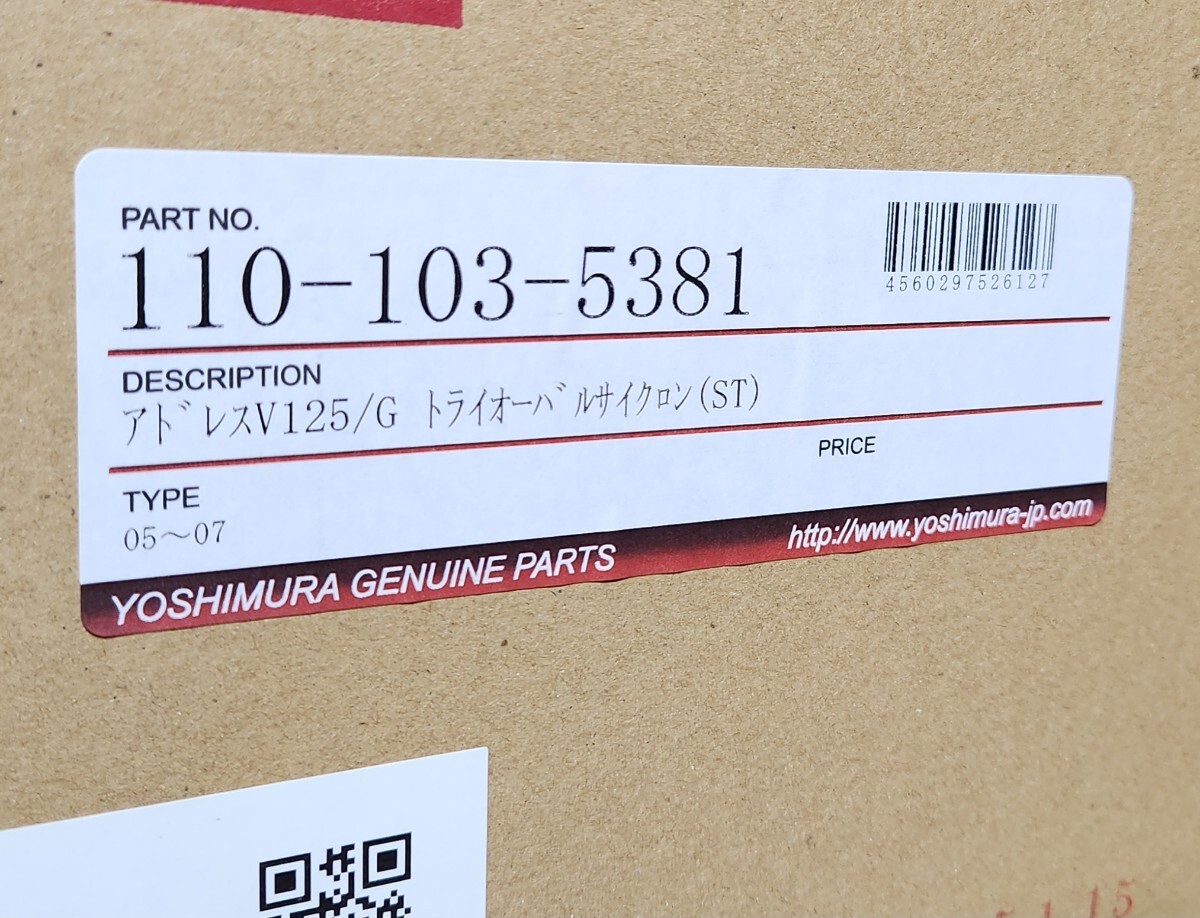 PART NO.
110-103-5381
4560297526127
DESCRIPTION
ｱﾄﾞﾚｽV125/G ﾄﾗｲｵｰﾊﾞﾙｻｲｸﾛﾝ(ST)
PRICE
TYPE
05～07
YOSHIMURA GENUINE PARTS
http://www.yoshimura-jp.com